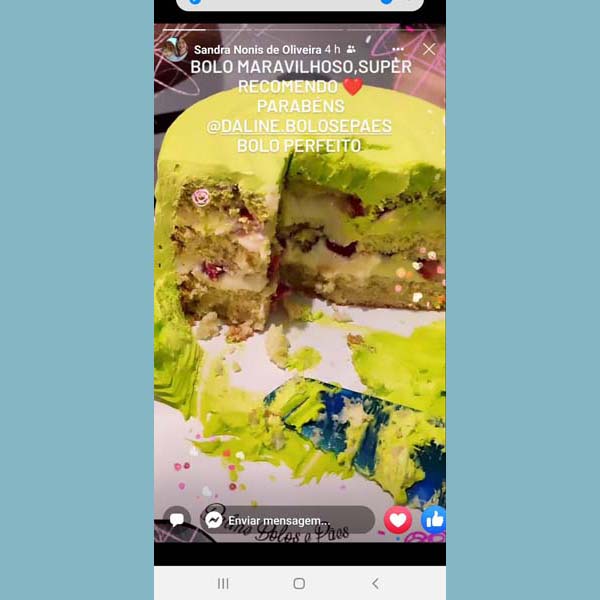 Sandra Nonis de Oliveira 4 h
BOLO MARAVILHOSO,SUPER
RECOMENDO ❤️
PARABÉNS
@DALINE.BOLOSEPAES
BOLO PERFEITO
Enviar mensagem...
Bolos e Pães